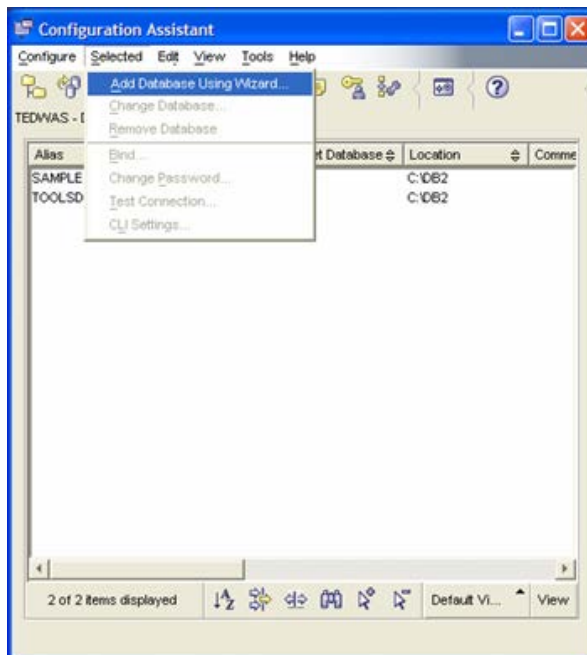 Configuration Assistant
Configure Selected Edit View Tools Help
Add Database Using Wizard...
Change Database...
TEDWAS -
Remove Database
Alias Bind... Database Location Comme
SAMPLE Change Password... C:\DB2
TOOLSD Test Connection... C:\DB2
CLI Settings...
2 of 2 items displayed Default Vi... View